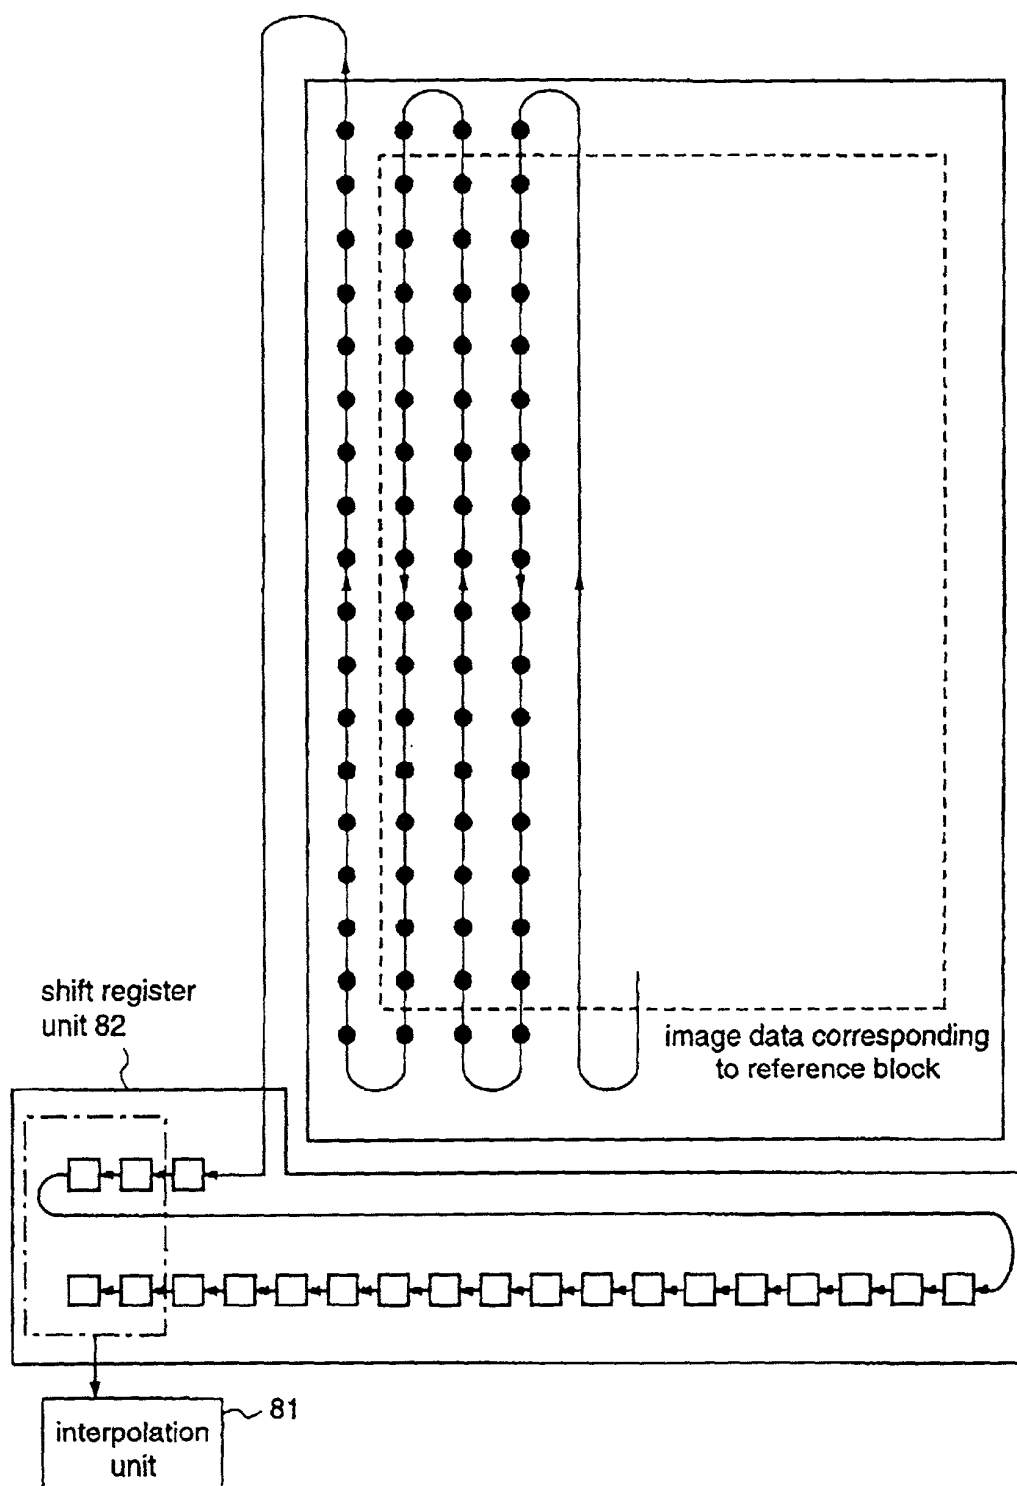 image data corresponding
to reference block
shift register
unit 82
81
interpolation
unit